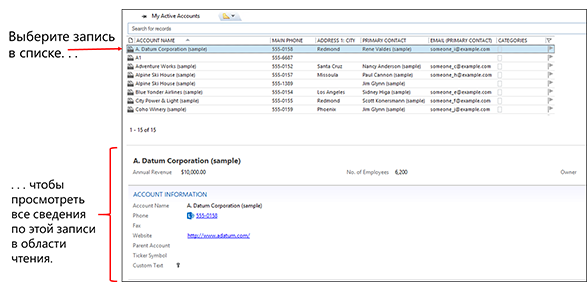 My Active Accounts
Search for records
Выберите запись
в списке. . .
ACCOUNT NAME MAIN PHONE ADDRESS 1: CITY PRIMARY CONTACT EMAIL (PRIMARY CONTACT) CATEGORIES
A. Datum Corporation (sample) 555-0158 Redmond Rene Valdes (sample) someone_i@example.com
A1 555-6687
Adventure Works (sample) 555-0152 Santa Cruz Nancy Anderson (sample) someone_c@example.com
Alpine Ski House (sample) 555-0157 Missoula Paul Cannon (sample) someone_h@example.com
Alpine Ski House (sample) 555-1389 Jim Glynn (sample)
Blue Yonder Airlines (sample) 555-0154 Los Angeles Sidney Higa (sample) someone_e@example.com
City Power & Light (sample) 555-0155 Redmond Scott Konersmann (sample) someone_f@example.com
Coho Winery (sample) 555-0159 Phoenix Jim Glynn (sample) someone_j@example.com
1 - 15 of 15
A. Datum Corporation (sample)
Annual Revenue $10,000.00 No. of Employees 6,200 Owner
. . . чтобы
просмотреть
все сведения
по этой записи
в области
чтения.
ACCOUNT INFORMATION
Account Name A. Datum Corporation (sample)
Phone 555-0158
Fax
Website http://www.adatum.com/
Parent Account
Ticker Symbol
Custom Text